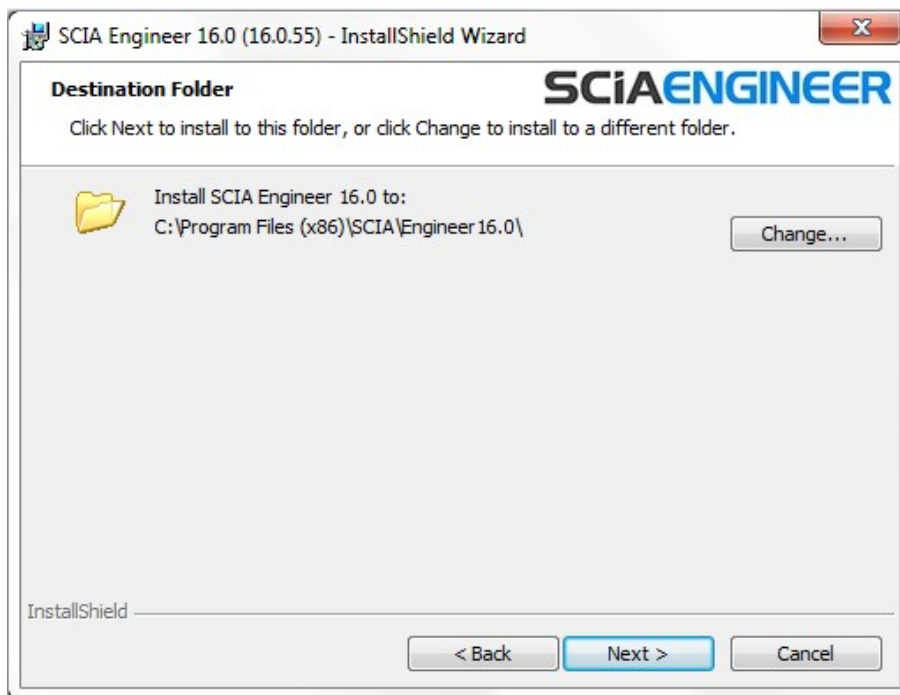 SCIA Engineer 16.0 (16.0.55) - InstallShield Wizard
Destination Folder
SCiAENGINEER
Click Next to install to this folder, or click Change to install to a different folder.
Install SCIA Engineer 16.0 to:
C:\Program Files (x86)\SCIA\Engineer16.0\
Change...
InstallShield
< Back
Next >
Cancel